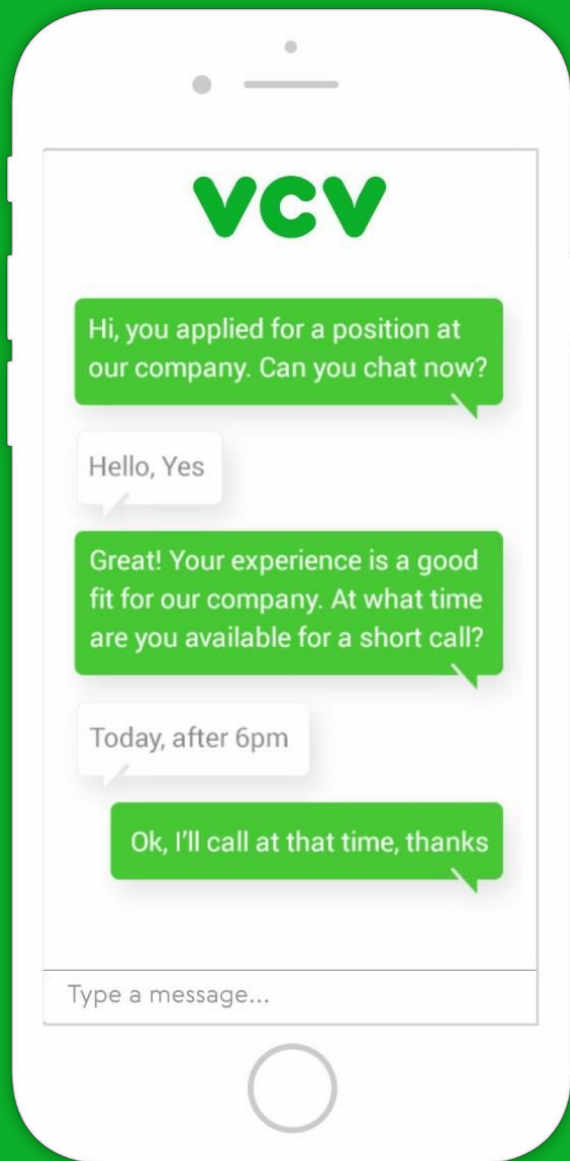 vcv
Hi, you applied for a position at
our company. Can you chat now?
Hello, Yes
Great! Your experience is a good
fit for our company. At what time
are you available for a short call?
Today, after 6pm
Ok, I’ll call at that time, thanks
Type a message...